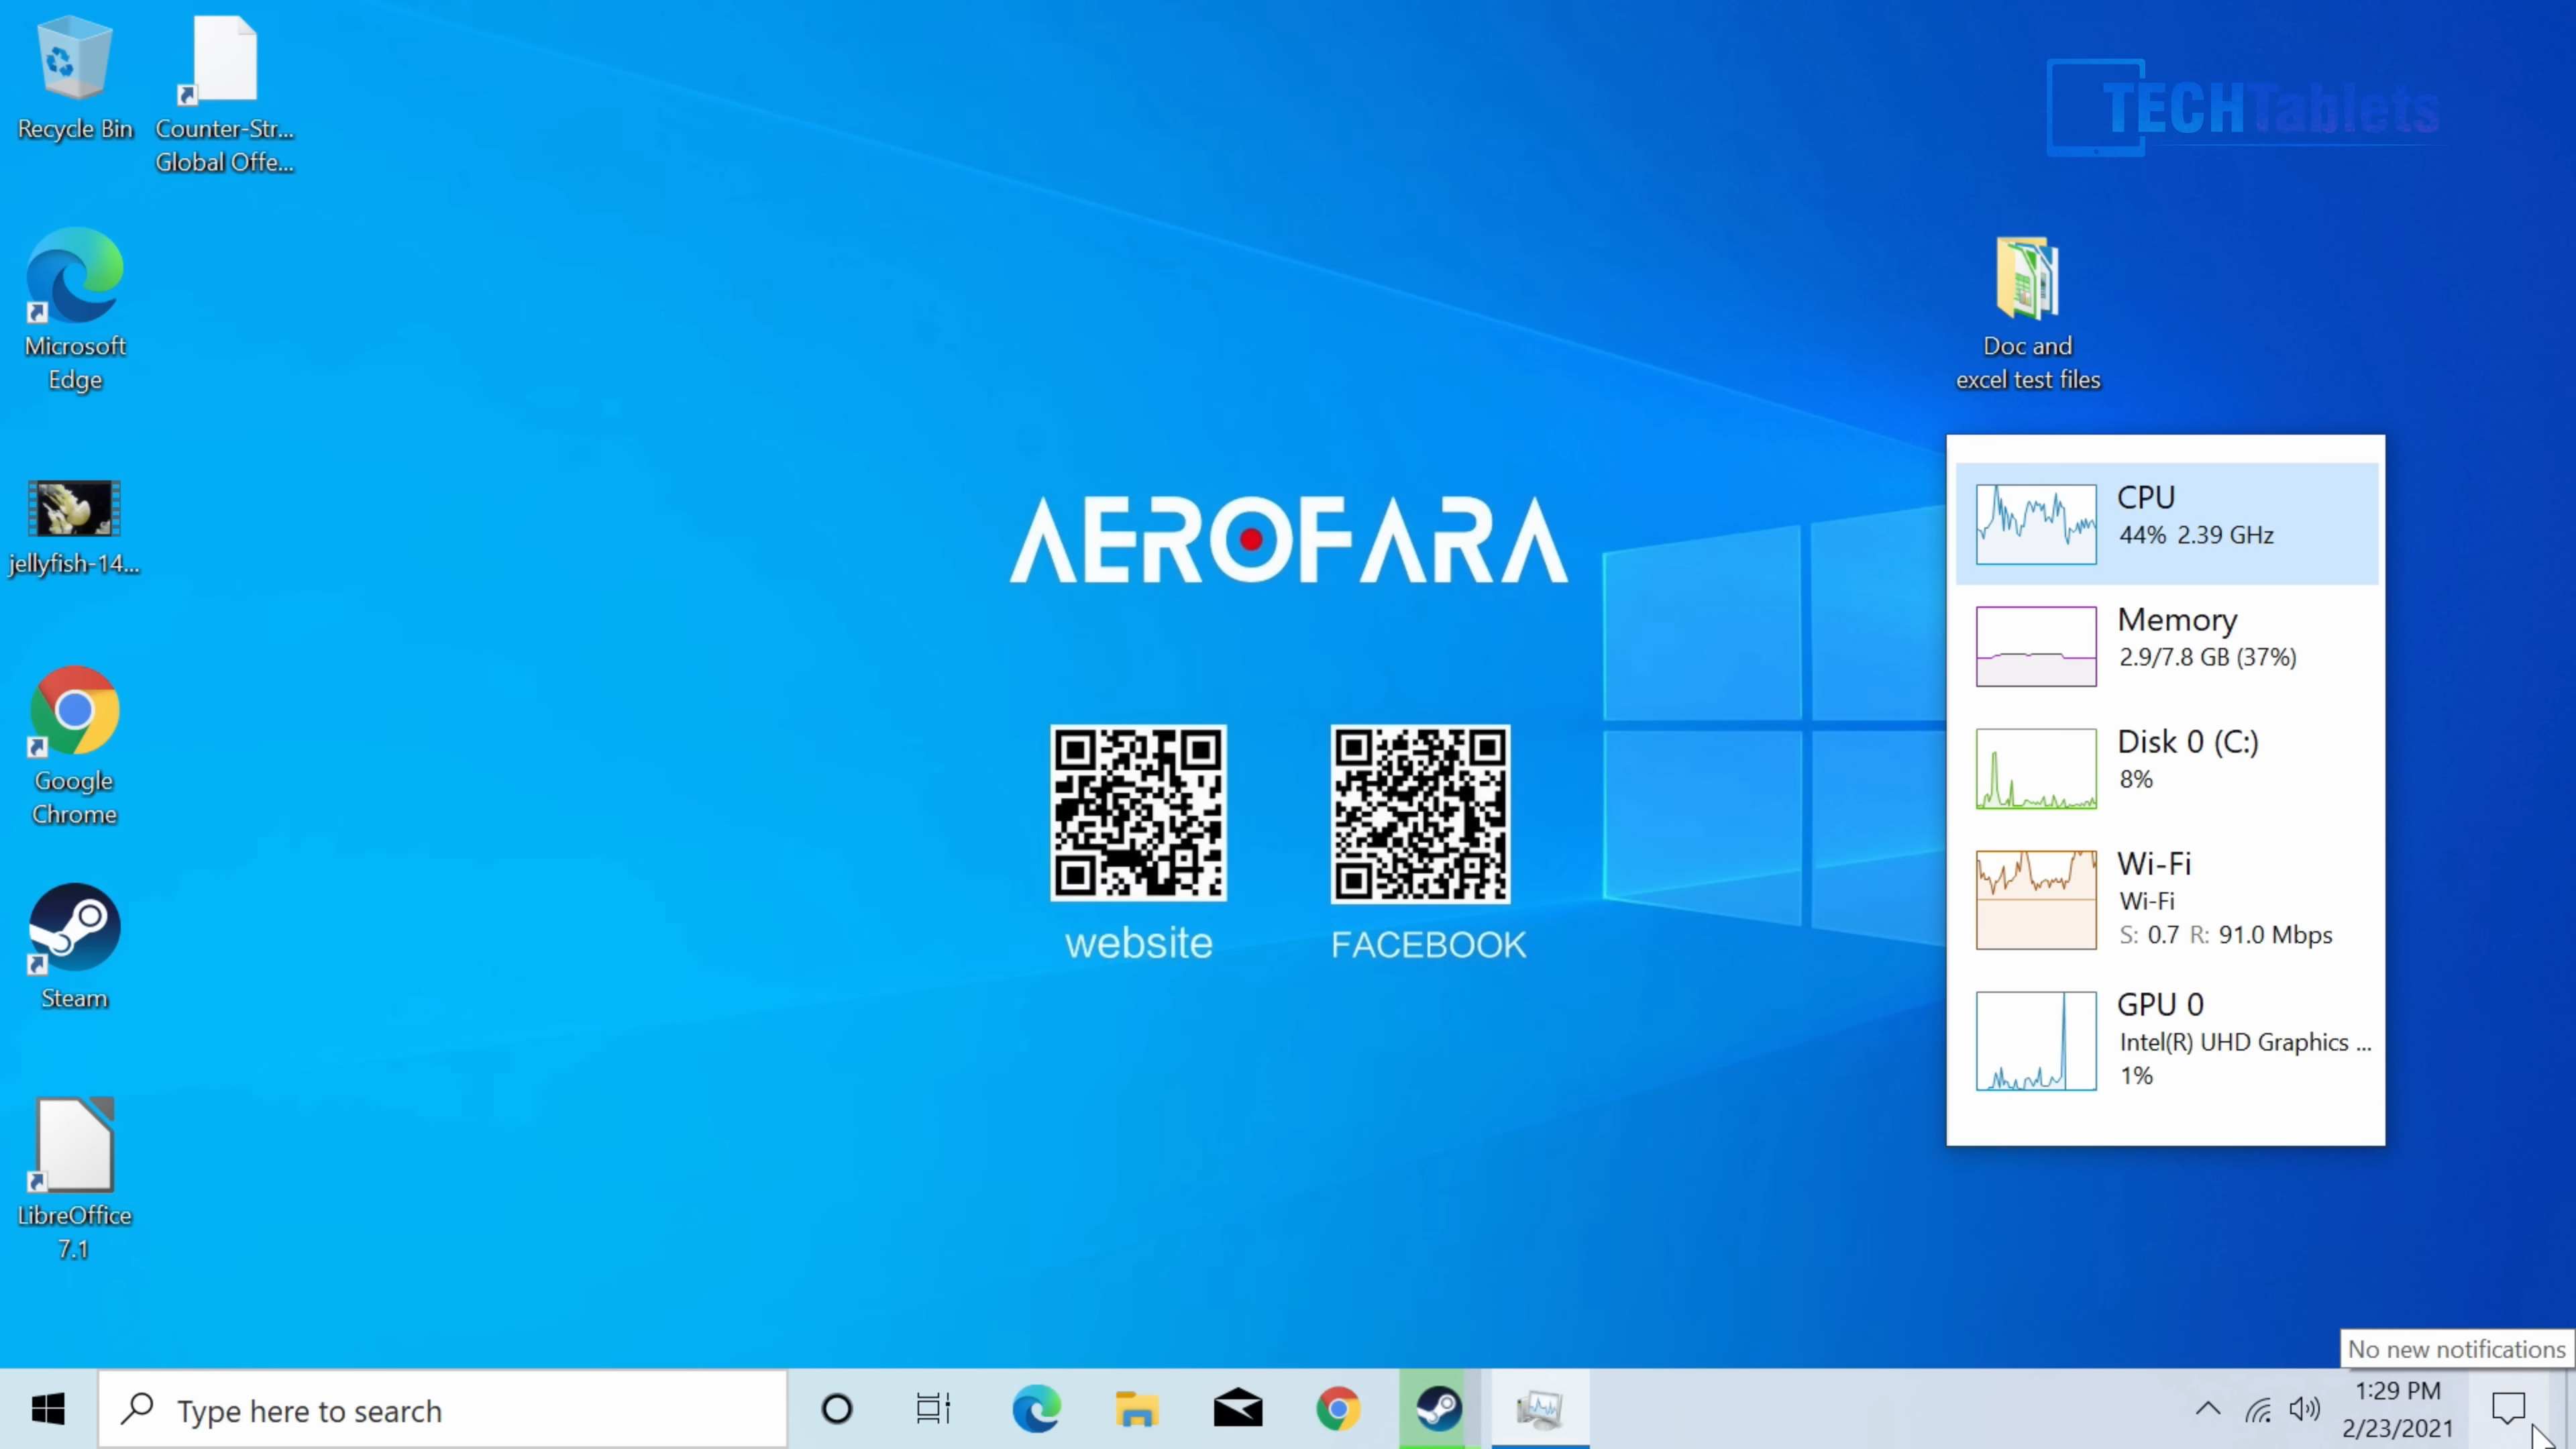 Recycle Bin
Counter-Str...
Global Offe...
TECHTablets
Microsoft
Edge
Doc and
excel test files
jellyfish-14...
AEROFARA
CPU
44% 2.39 GHz
Memory
2.9/7.8 GB (37%)
Disk 0 (C:)
8%
Wi-Fi
Wi-Fi
S: 0.7 R: 91.0 Mbps
GPU 0
Intel(R) UHD Graphics ...
1%
Google
Chrome
website
FACEBOOK
Steam
LibreOffice
7.1
No new notifications
Type here to search
1:29 PM
2/23/2021